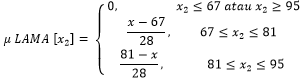 μ LAMA [x₂] = { 0, x₂ ≤ 67 atau x₂ ≥ 95
x − 67 / 28, 67 ≤ x₂ ≤ 81
81 − x / 28, 81 ≤ x₂ ≤ 95